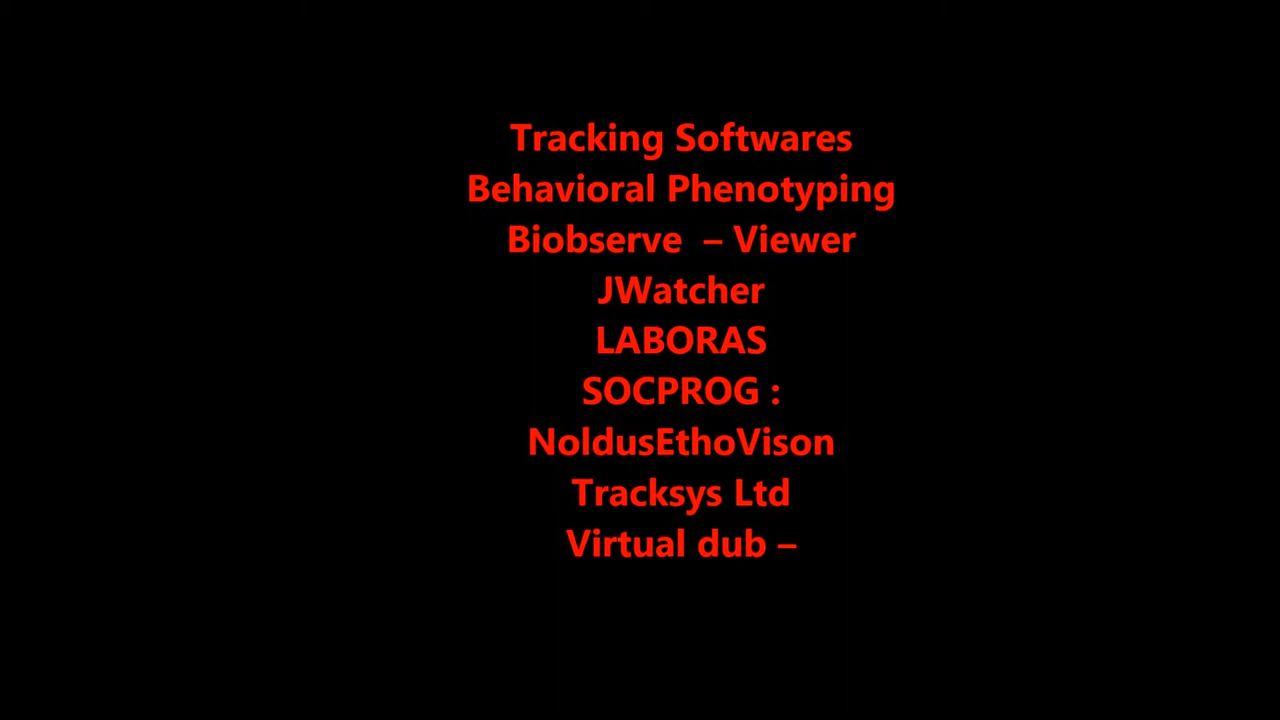 Tracking Softwares
Behavioral Phenotyping
Biobserve – Viewer
JWatcher
LABORAS
SOCPROG :
NoldusEthoVison
Tracksys Ltd
Virtual dub –